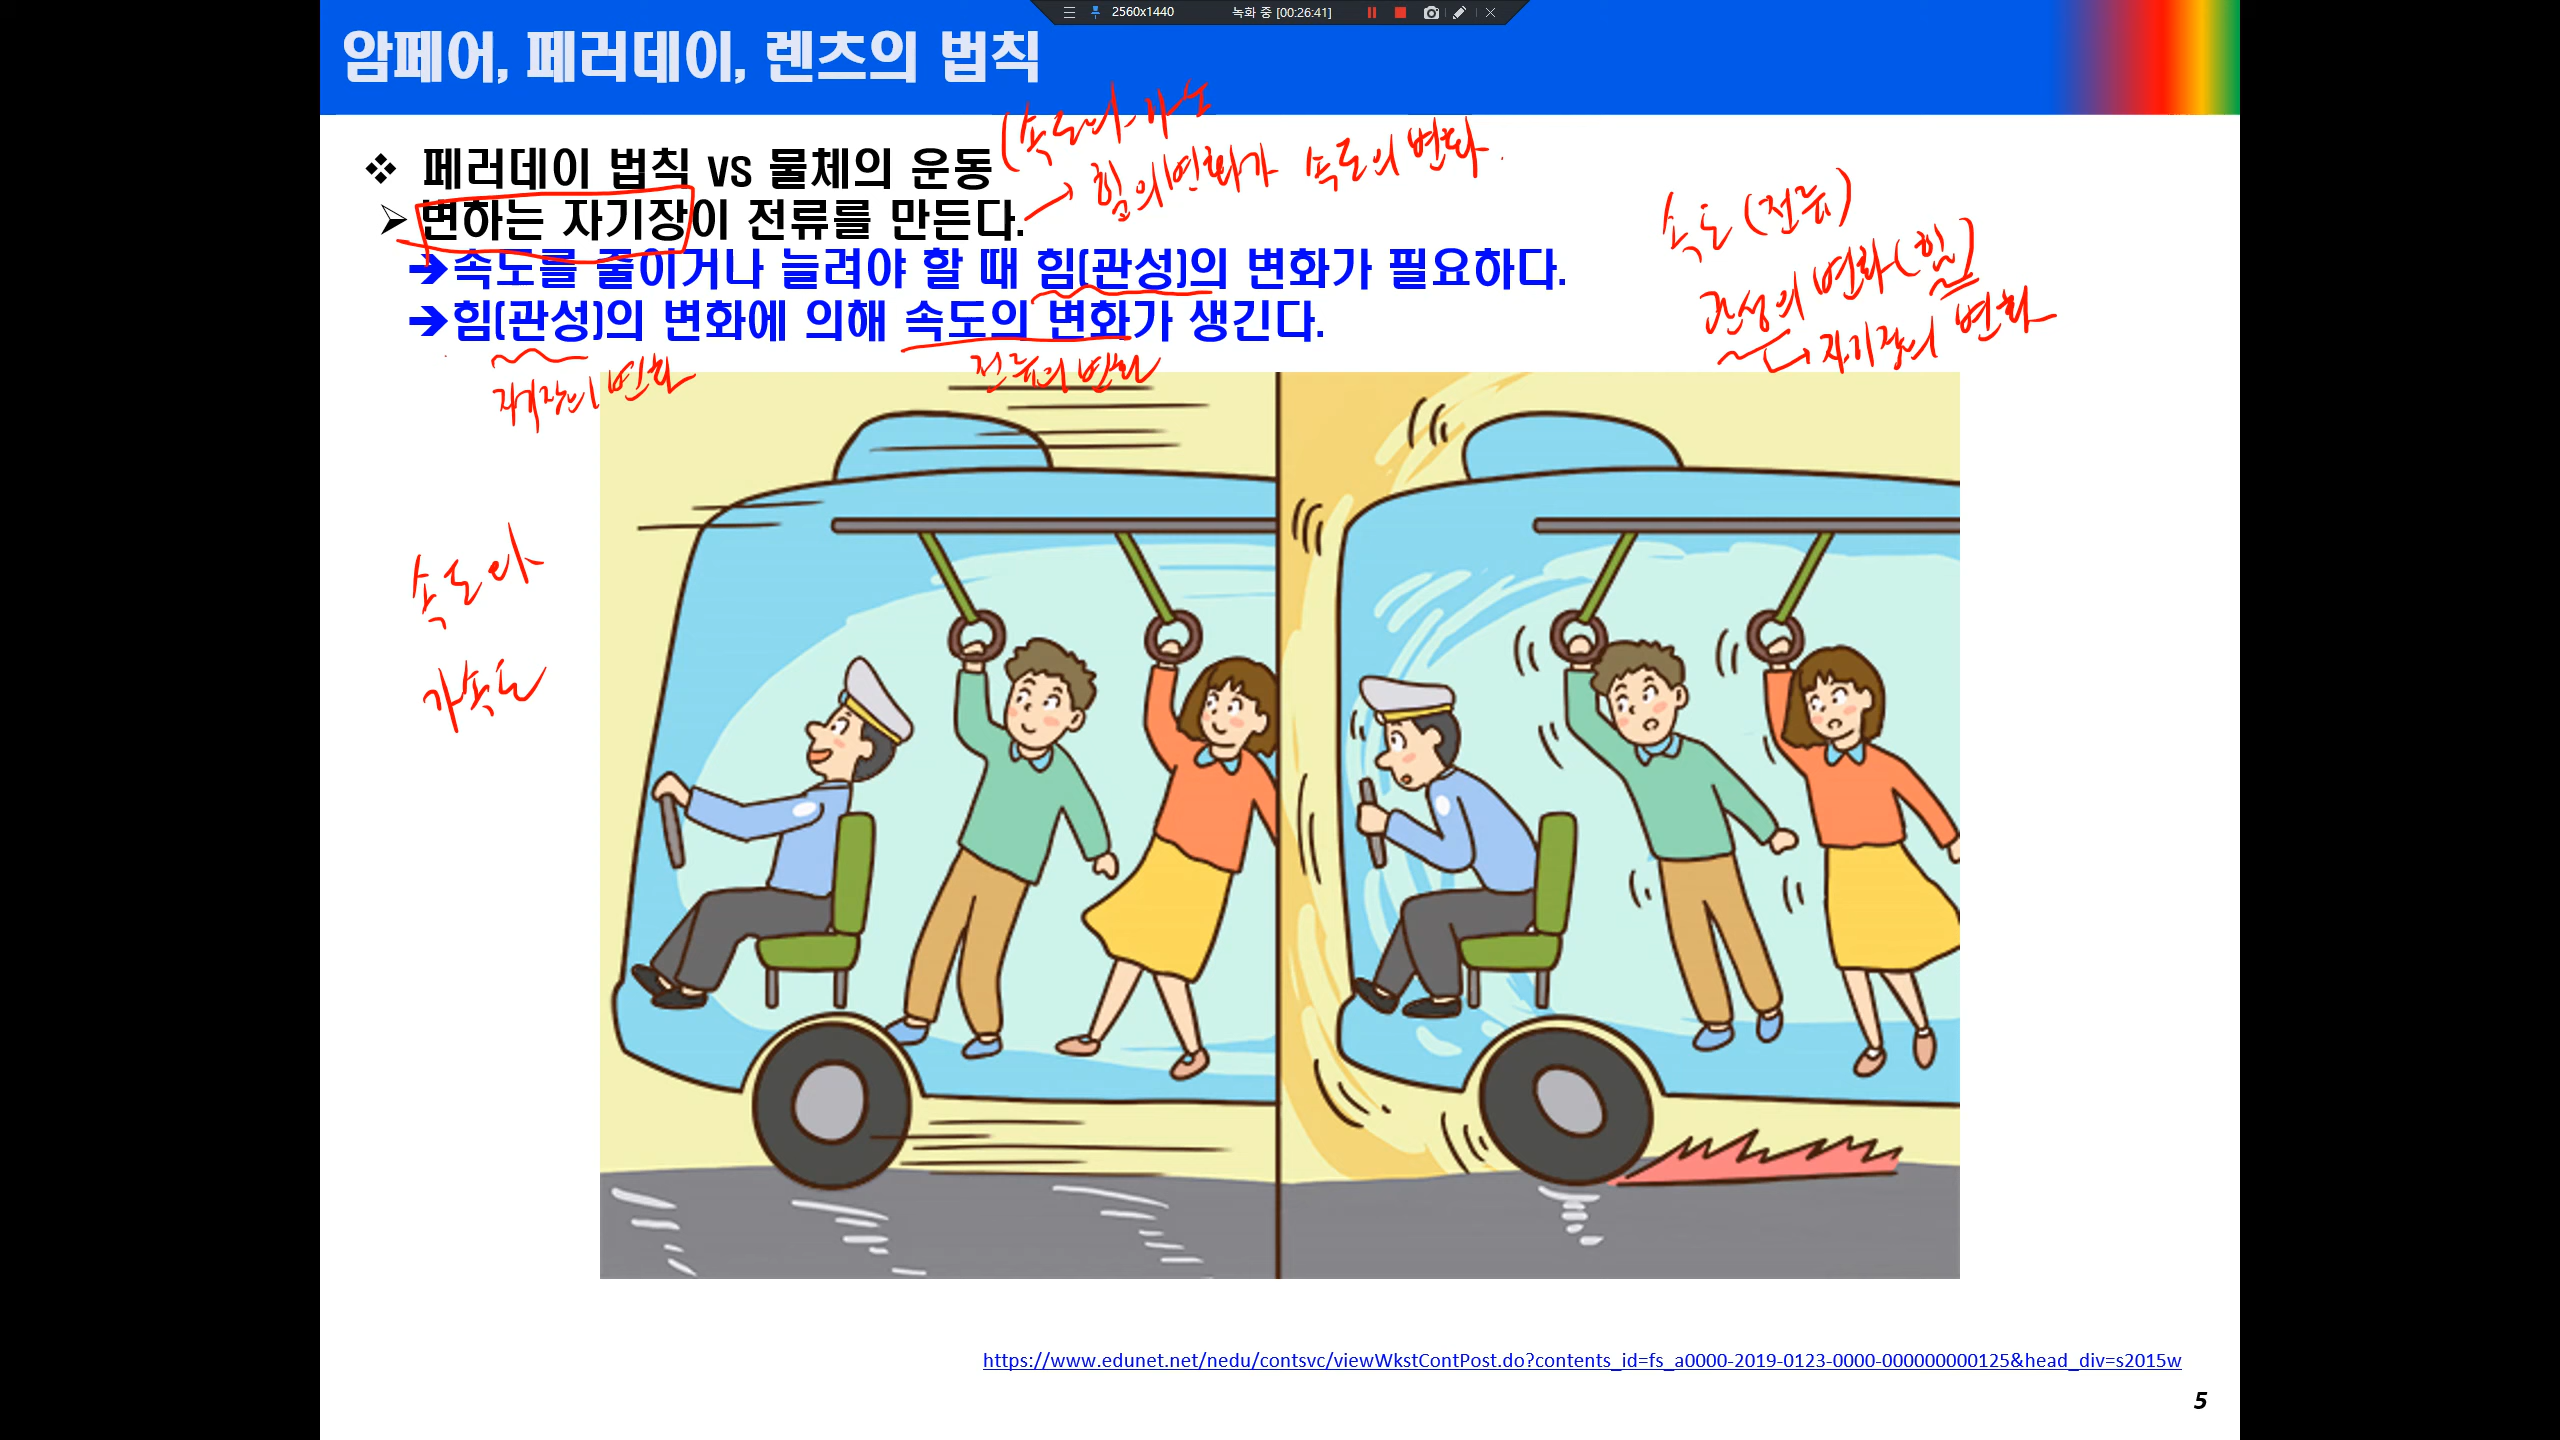 2560x1440 녹화 중 [00:26:41]
암페어, 페러데이, 렌츠의 법칙
❖ 페러데이 법칙 vs 물체의 운동
➢ 변하는 자기장이 전류를 만든다.
→ 힘의 변화가 속도의 변화.
➔속도를 줄이거나 늘려야 할 때 힘(관성)의 변화가 필요하다.
➔힘(관성)의 변화에 의해 속도의 변화가 생긴다.
자기장의 변화
전류의 변화
속도 (전류)
관성의 변화 (힘)
→ 자기장의 변화
속도와
가속도
https://www.edunet.net/nedu/contsvc/viewWkstContPost.do?contents_id=fs_a0000-2019-0123-0000-000000000125&head_div=s2015w
5